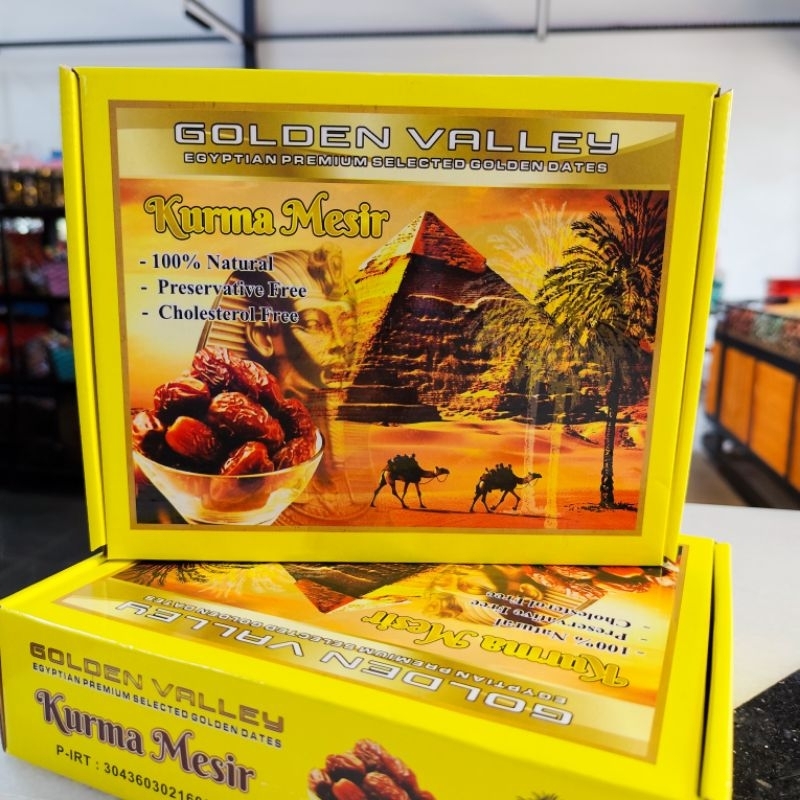 GOLDEN VALLEY
EGYPTIAN PREMIUM SELECTED GOLDEN DATES
Kurma Mesir
- 100% Natural
- Preservative Free
- Cholesterol Free
GOLDEN VALLEY
EGYPTIAN PREMIUM SELECTED GOLDEN DATES
Kurma Mesir
- 100% Natural
- Preservative Free
- Cholesterol Free
GOLDEN VALLEY
EGYPTIAN PREMIUM SELECTED GOLDEN DATES
Kurma Mesir
P-IRT :